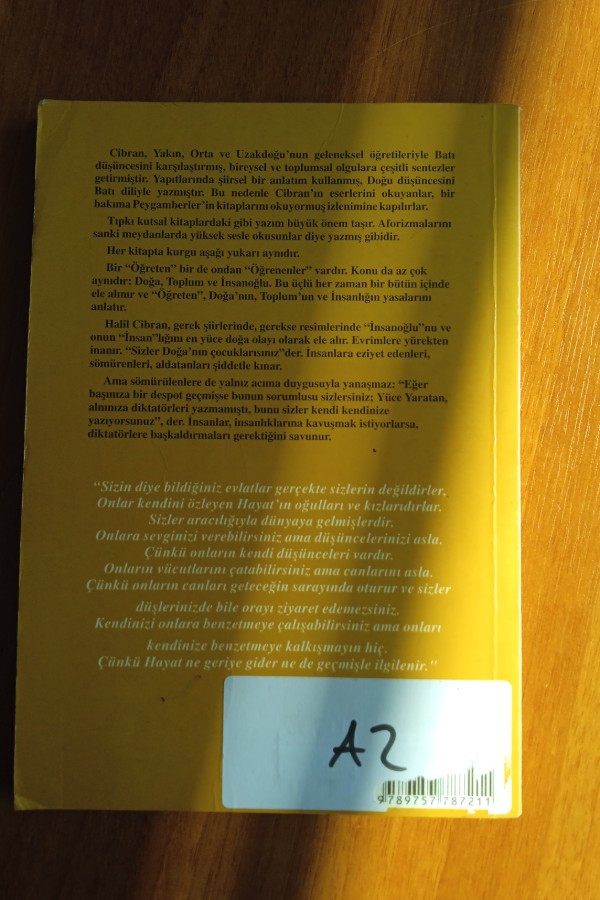 Cibran, Yakın, Orta ve Uzakdoğu'nun geleneksel öğretileriyle Batı
düşüncesini karşılaştırmış, bireysel ve toplumsal olgulara çeşitli sentezler
getirmiştir. Yapıtlarında şiirsel bir anlatım kullanmış, Doğu düşüncesini
Batı diliyle yazmıştır. Bu nedenle Cibran'ın eserlerini okuyanlar, bir
bakıma Peygamberler'in kitaplarını okuyormuş izlenimine kapılırlar.
Tıpkı kutsal kitaplardaki gibi yazım büyük önem taşır. Aforizmalarını
sanki meydanlarda yüksek sesle okusunlar diye yazmış gibidir.
Her kitapta kurgu aşağı yukarı aynıdır.
Bir "Öğreten" bir de ondan "Öğrenenler" vardır. Konu da az çok
aynıdır: Doğa, Toplum ve İnsanoğlu. Bu üçlü her zaman bir bütün içinde
ele alınır ve "Öğreten", Doğa'nın, Toplum'un ve İnsanlığın yasalarını
anlatır.
Halil Cibran, gerek şiirlerinde, gerekse resimlerinde "İnsanoğlu"nu ve
onun "İnsan"lığını en yüce doğa olayı olarak ele alır. Evrimlere yürekten
inanır. "Sizler Doğa'nın çocuklarısınız"der. İnsanlara eziyet edenleri,
sömürenleri, aldatanları şiddetle kınar.
Ama sömürülenlere de yalnız acıma duygusuyla yanaşmaz: "Eğer
başınıza bir despot geçmişse bunun sorumlusu sizlersiniz; Yüce Yaratan,
alnınıza diktatörleri yazmamıştı, bunu sizler kendi kendinize
yazıyorsunuz", der. İnsanlar, insanlıklarına kavuşmak istiyorlarsa,
diktatörlere başkaldırmaları gerektiğini savunur.
"Sizin diye bildiğiniz evlatlar gerçekte sizlerin değildirler,
Onlar kendini özleyen Hayat'ın oğulları ve kızlarıdırlar.
Sizler aracılığıyla dünyaya gelmişlerdir.
Onlara sevginizi verebilirsiniz ama düşüncelerinizi asla.
Çünkü onların kendi düşünceleri vardır.
Onların vücutlarını çatabilirsiniz ama canlarını asla.
Çünkü onların canları geteceğin sarayında oturur ve sizler
düşlerinizde bile orayı ziyaret edemezsiniz.
Kendinizi onlara benzetmeye çalışabilirsiniz ama onları
kendinize benzetmeye kalkışmayın hiç.
Çünkü Hayat ne geriye gider ne de geçmişle ilgilenir."
A2
9 789757 787211